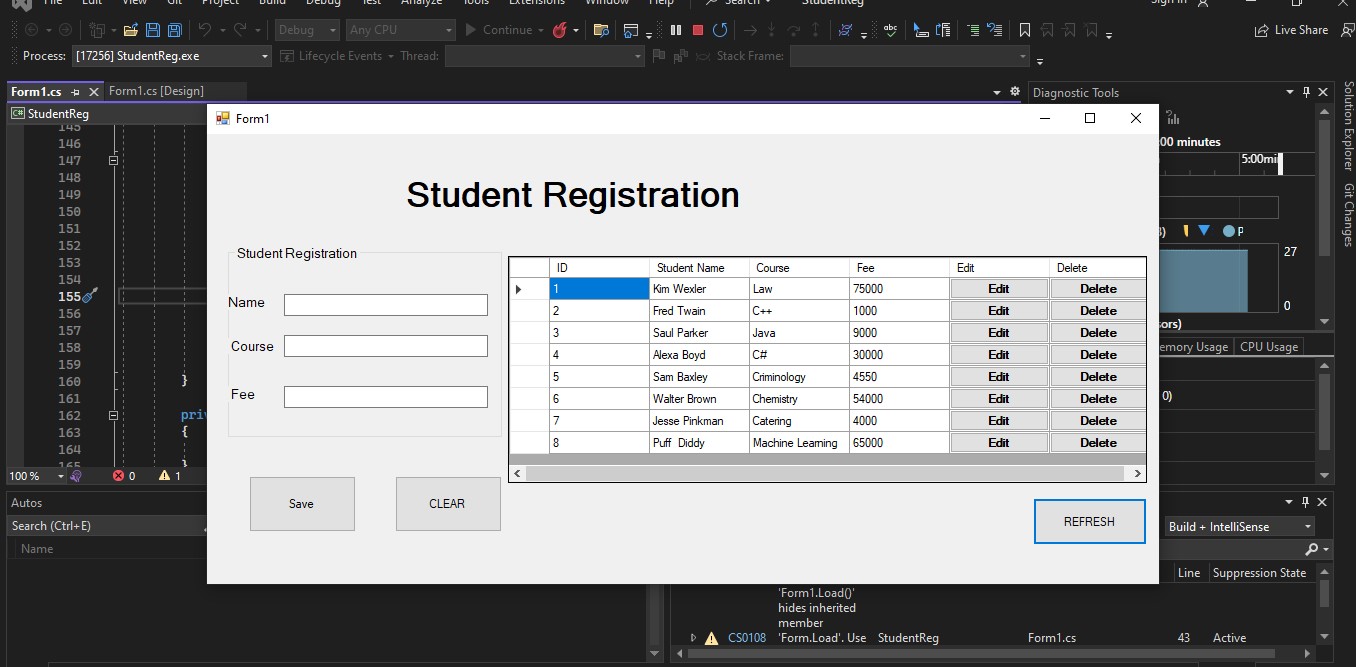 File Edit View Git Project Build Debug Test Analyze Tools Extensions Window Help Search StudentReg Sign in
Debug Any CPU Continue Live Share
Process: [17256] StudentReg.exe Lifecycle Events Thread: Stack Frame:
Form1.cs Form1.cs [Design]
Diagnostic Tools
StudentReg
Form1
Student Registration
Student Registration
Name
Course
Fee
Save
CLEAR
ID Student Name Course Fee Edit Delete
1 Kim Wexler Law 75000 Edit Delete
2 Fred Twain C++ 1000 Edit Delete
3 Saul Parker Java 9000 Edit Delete
4 Alexa Boyd C# 30000 Edit Delete
5 Sam Baxley Criminology 4550 Edit Delete
6 Walter Brown Chemistry 54000 Edit Delete
7 Jesse Pinkman Catering 4000 Edit Delete
8 Puff Diddy Machine Learning 65000 Edit Delete
REFRESH
145
146
147
148
149
150
151
152
153
154
155
156
157
158
159
160 }
161
162 priv
163 {
164
165 }
100 % 0 1
Autos
Search (Ctrl+E)
Name
:00 minutes
5:00mi
P
27
0
sors)
emory Usage CPU Usage
0)
Solution Explorer
Git Changes
Build + IntelliSense
Line Suppression State
'Form1.Load()'
hides inherited
member
CS0108 'Form.Load'. Use StudentReg Form1.cs 43 Active